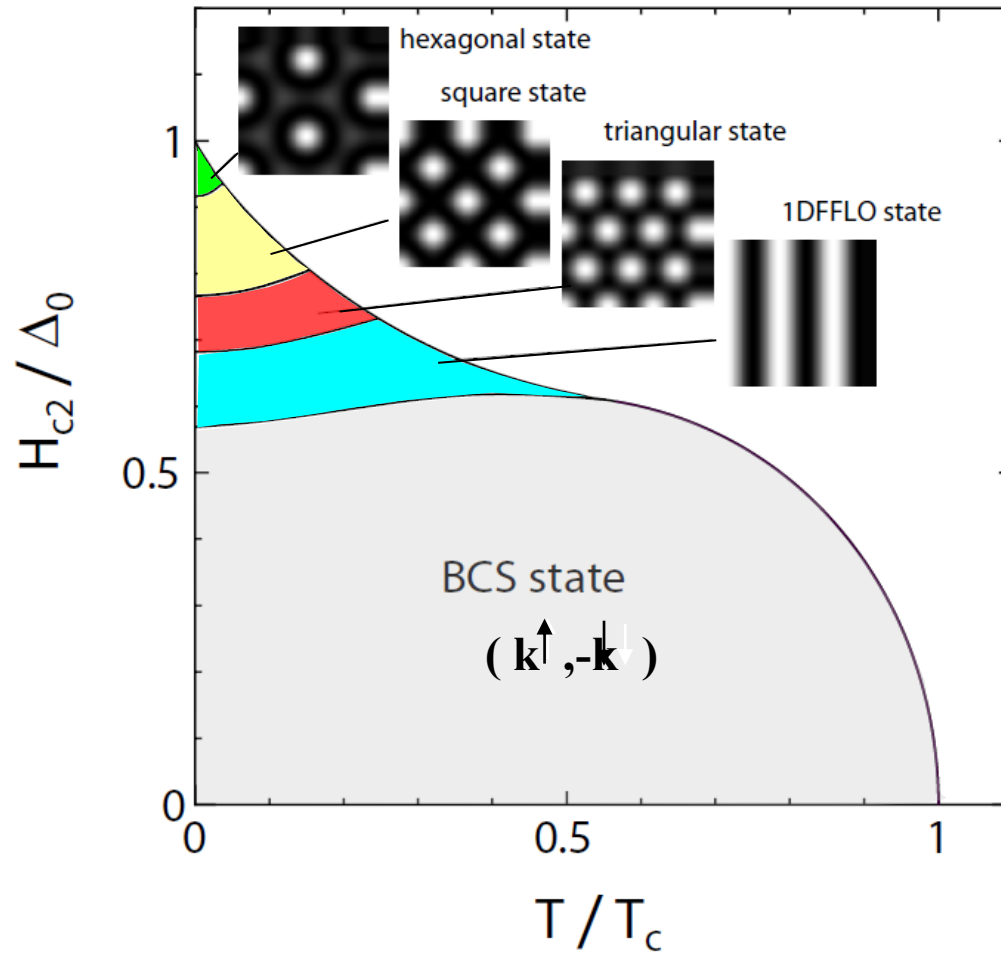 hexagonal state
square state
triangular state
1DFFLO state
1
0.5
0
H_c2 / Δ_0
BCS state
( k↑ ,-k↓ )
0
0.5
1
T / T_c